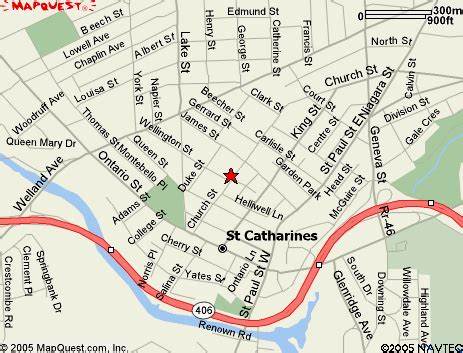 MAPQUEST
300m
900ft
Edmund St
Lowell Ave
Chaplin Ave
Albert St
Lake St
Henry St
George St
Catherine St
Francis St
North St
Church St
Calvin St
Woodruff Ave
Louisa St
York St
Napier St
Beecher St
Gerrard St
James St
Clark St
Court St
Carlisle St
King St
Centre St
St Paul St E
Niagara St
Division St
Gale Cres
Geneva St
Queen Mary Dr
Thomas St
Wellington St
Queen St
Montebello Pl
Ontario St
Welland Ave
Duke St
Garden Park
Head St
McGuire St
Rr-46
Adams St
College St
Church St
Helliwell Ln
Cherry St
St Catharines
Yates St
Norris Pl
Salina St
Ontario Ln
St Paul St W
406
Renown Rd
Crestcombe Rd
Clement Pl
Springbank Dr
South Dr
Glenridge Ave
Downing St
Willowdale Ave
Highland Ave
© 2005 MapQuest.com, Inc.
©2005 NAVTEQ